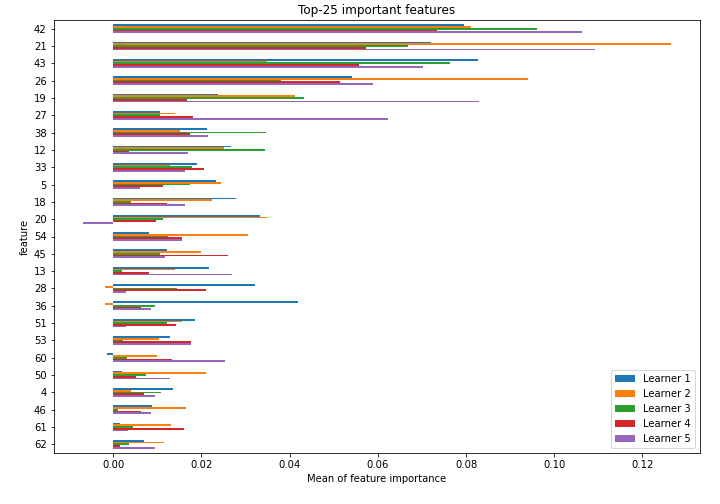 Top-25 important features
42
21
43
26
19
27
38
12
33
5
18
20
54
45
13
28
36
51
53
60
50
4
46
61
62
feature
Learner 1
Learner 2
Learner 3
Learner 4
Learner 5
0.00 0.02 0.04 0.06 0.08 0.10 0.12
Mean of feature importance